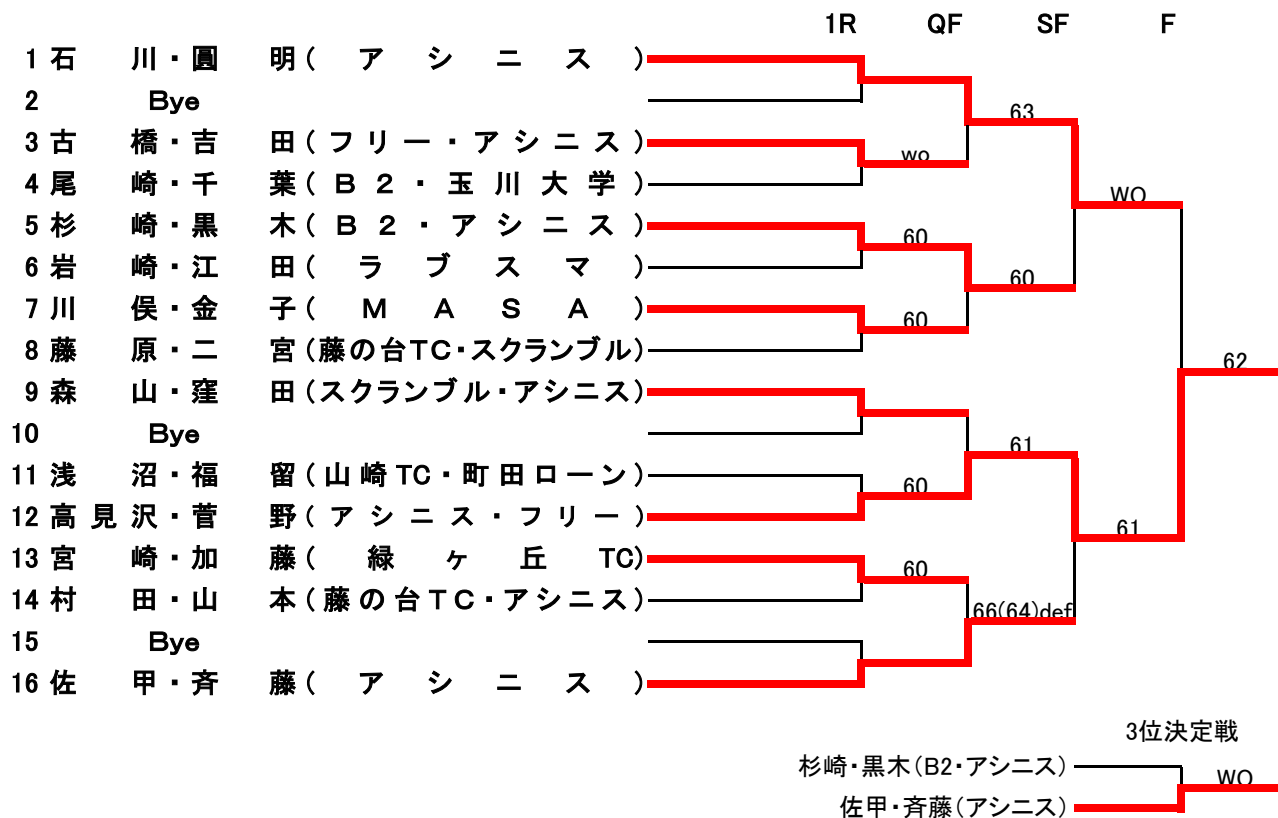 1R QF SF F
1 石川・圓明(アシニス)
2 Bye
63
3 古橋・吉田(フリー・アシニス)
wo
4 尾崎・千葉(B2・玉川大学)
WO
5 杉崎・黒木(B2・アシニス)
60
6 岩崎・江田(ラブスマ)
60
7 川俣・金子(MASA)
60
8 藤原・二宮(藤の台TC・スクランブル)
62
9 森山・窪田(スクランブル・アシニス)
10 Bye
61
11 浅沼・福留(山崎TC・町田ローン)
60
12 高見沢・菅野(アシニス・フリー)
61
13 宮崎・加藤(緑ヶ丘TC)
60
14 村田・山本(藤の台TC・アシニス)
66(64)def
15 Bye
16 佐甲・斉藤(アシニス)
3位決定戦
杉崎・黒木(B2・アシニス)
WO
佐甲・斉藤(アシニス)